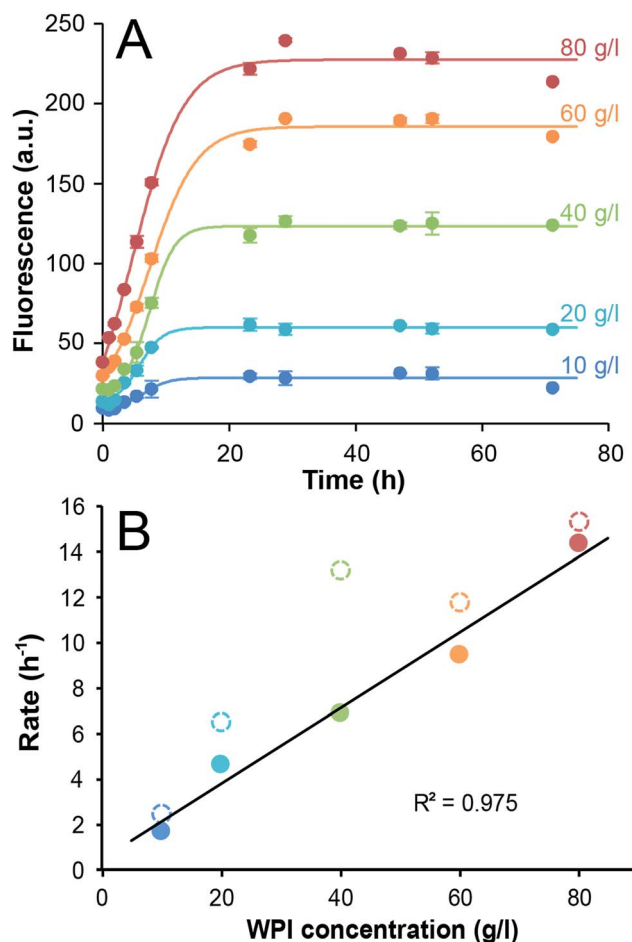 A
Fluorescence (a.u.)
250
200
150
100
50
0
80 g/l
60 g/l
40 g/l
20 g/l
10 g/l
0 20 40 60 80
Time (h)
B
Rate (h⁻¹)
16
14
12
10
8
6
4
2
0
R² = 0.975
0 20 40 60 80
WPI concentration (g/l)